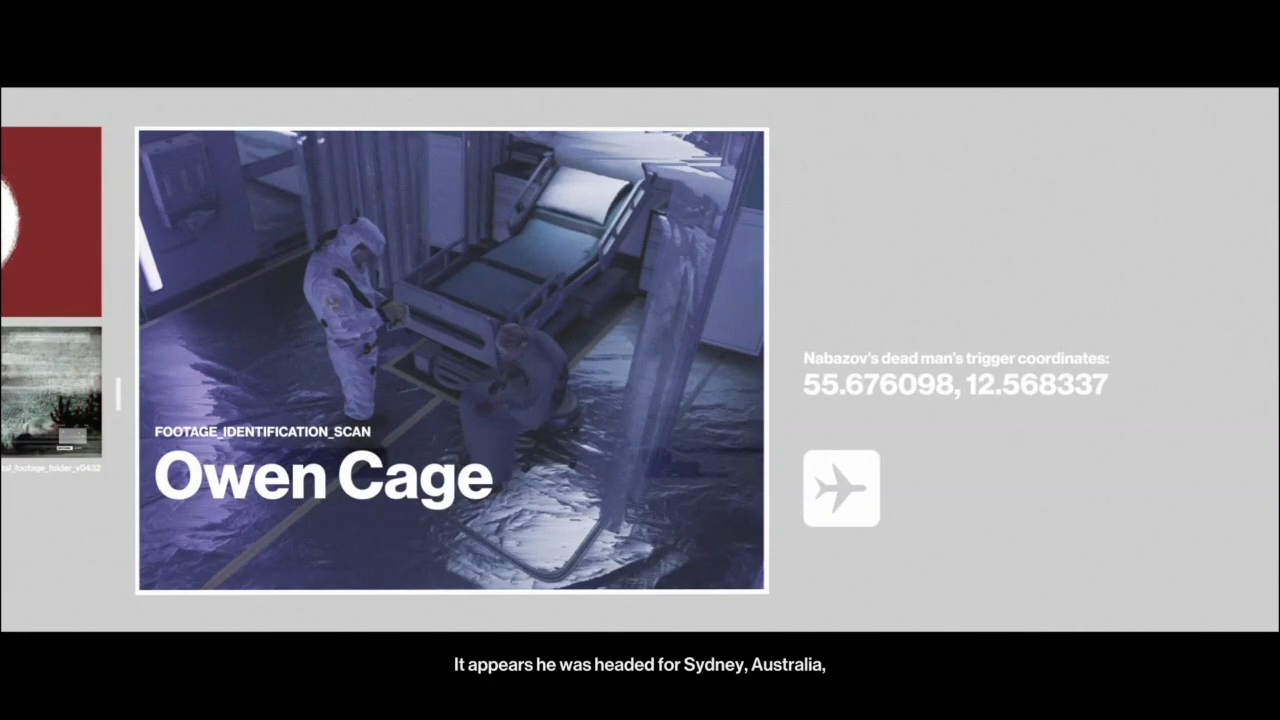 FOOTAGE_IDENTIFICATION_SCAN
Owen Cage
Nabazov's dead man's trigger coordinates:
55.676098, 12.568337
tal_footage_folder_v0432
It appears he was headed for Sydney, Australia,